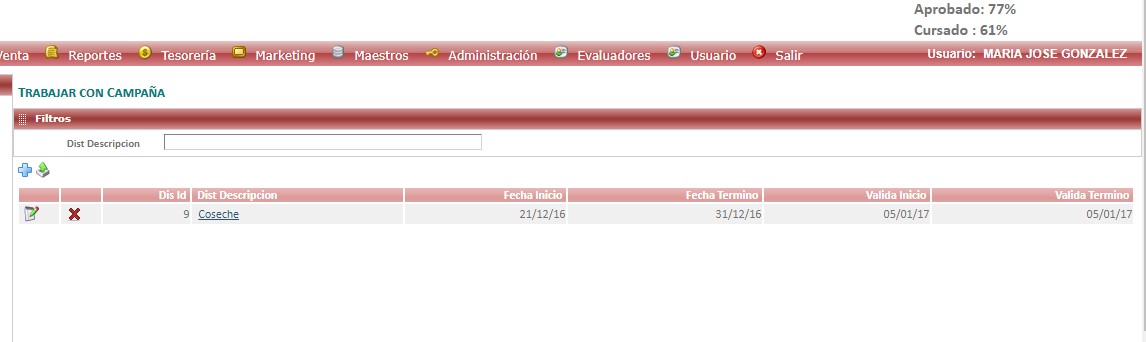 Aprobado: 77%
Cursado : 61%
Venta Reportes Tesorería Marketing Maestros Administración Evaluadores Usuario Salir Usuario: MARIA JOSE GONZALEZ
TRABAJAR CON CAMPAÑA
Filtros
Dist Descripcion
Dis Id Dist Descripcion Fecha Inicio Fecha Termino Valida Inicio Valida Termino
9 Coseche 21/12/16 31/12/16 05/01/17 05/01/17